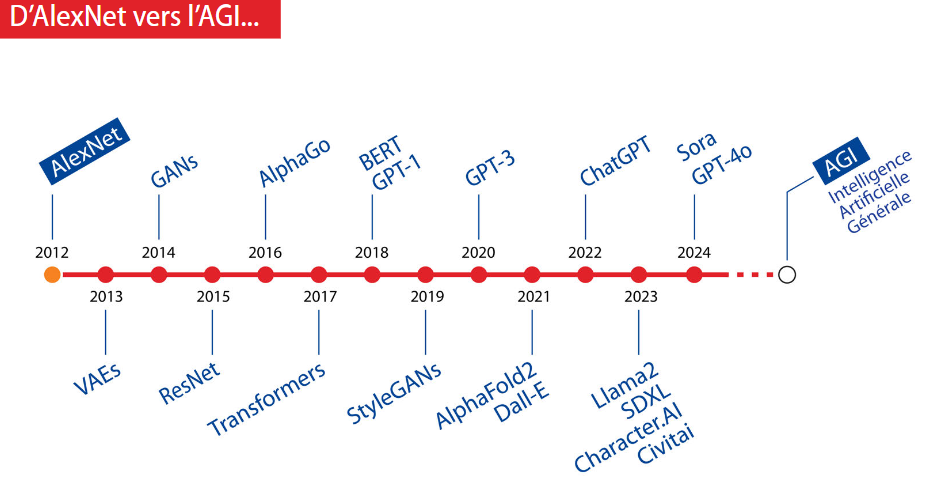 D'AlexNet vers l'AGI...
AlexNet
GANs
AlphaGo
BERT
GPT-1
GPT-3
ChatGPT
Sora
GPT-4o
AGI
Intelligence
Artificielle
Générale
2012
2014
2016
2018
2020
2022
2024
2013
2015
2017
2019
2021
2023
VAEs
ResNet
Transformers
StyleGANs
AlphaFold2
Dall-E
Llama2
SDXL
Character.AI
Civitai